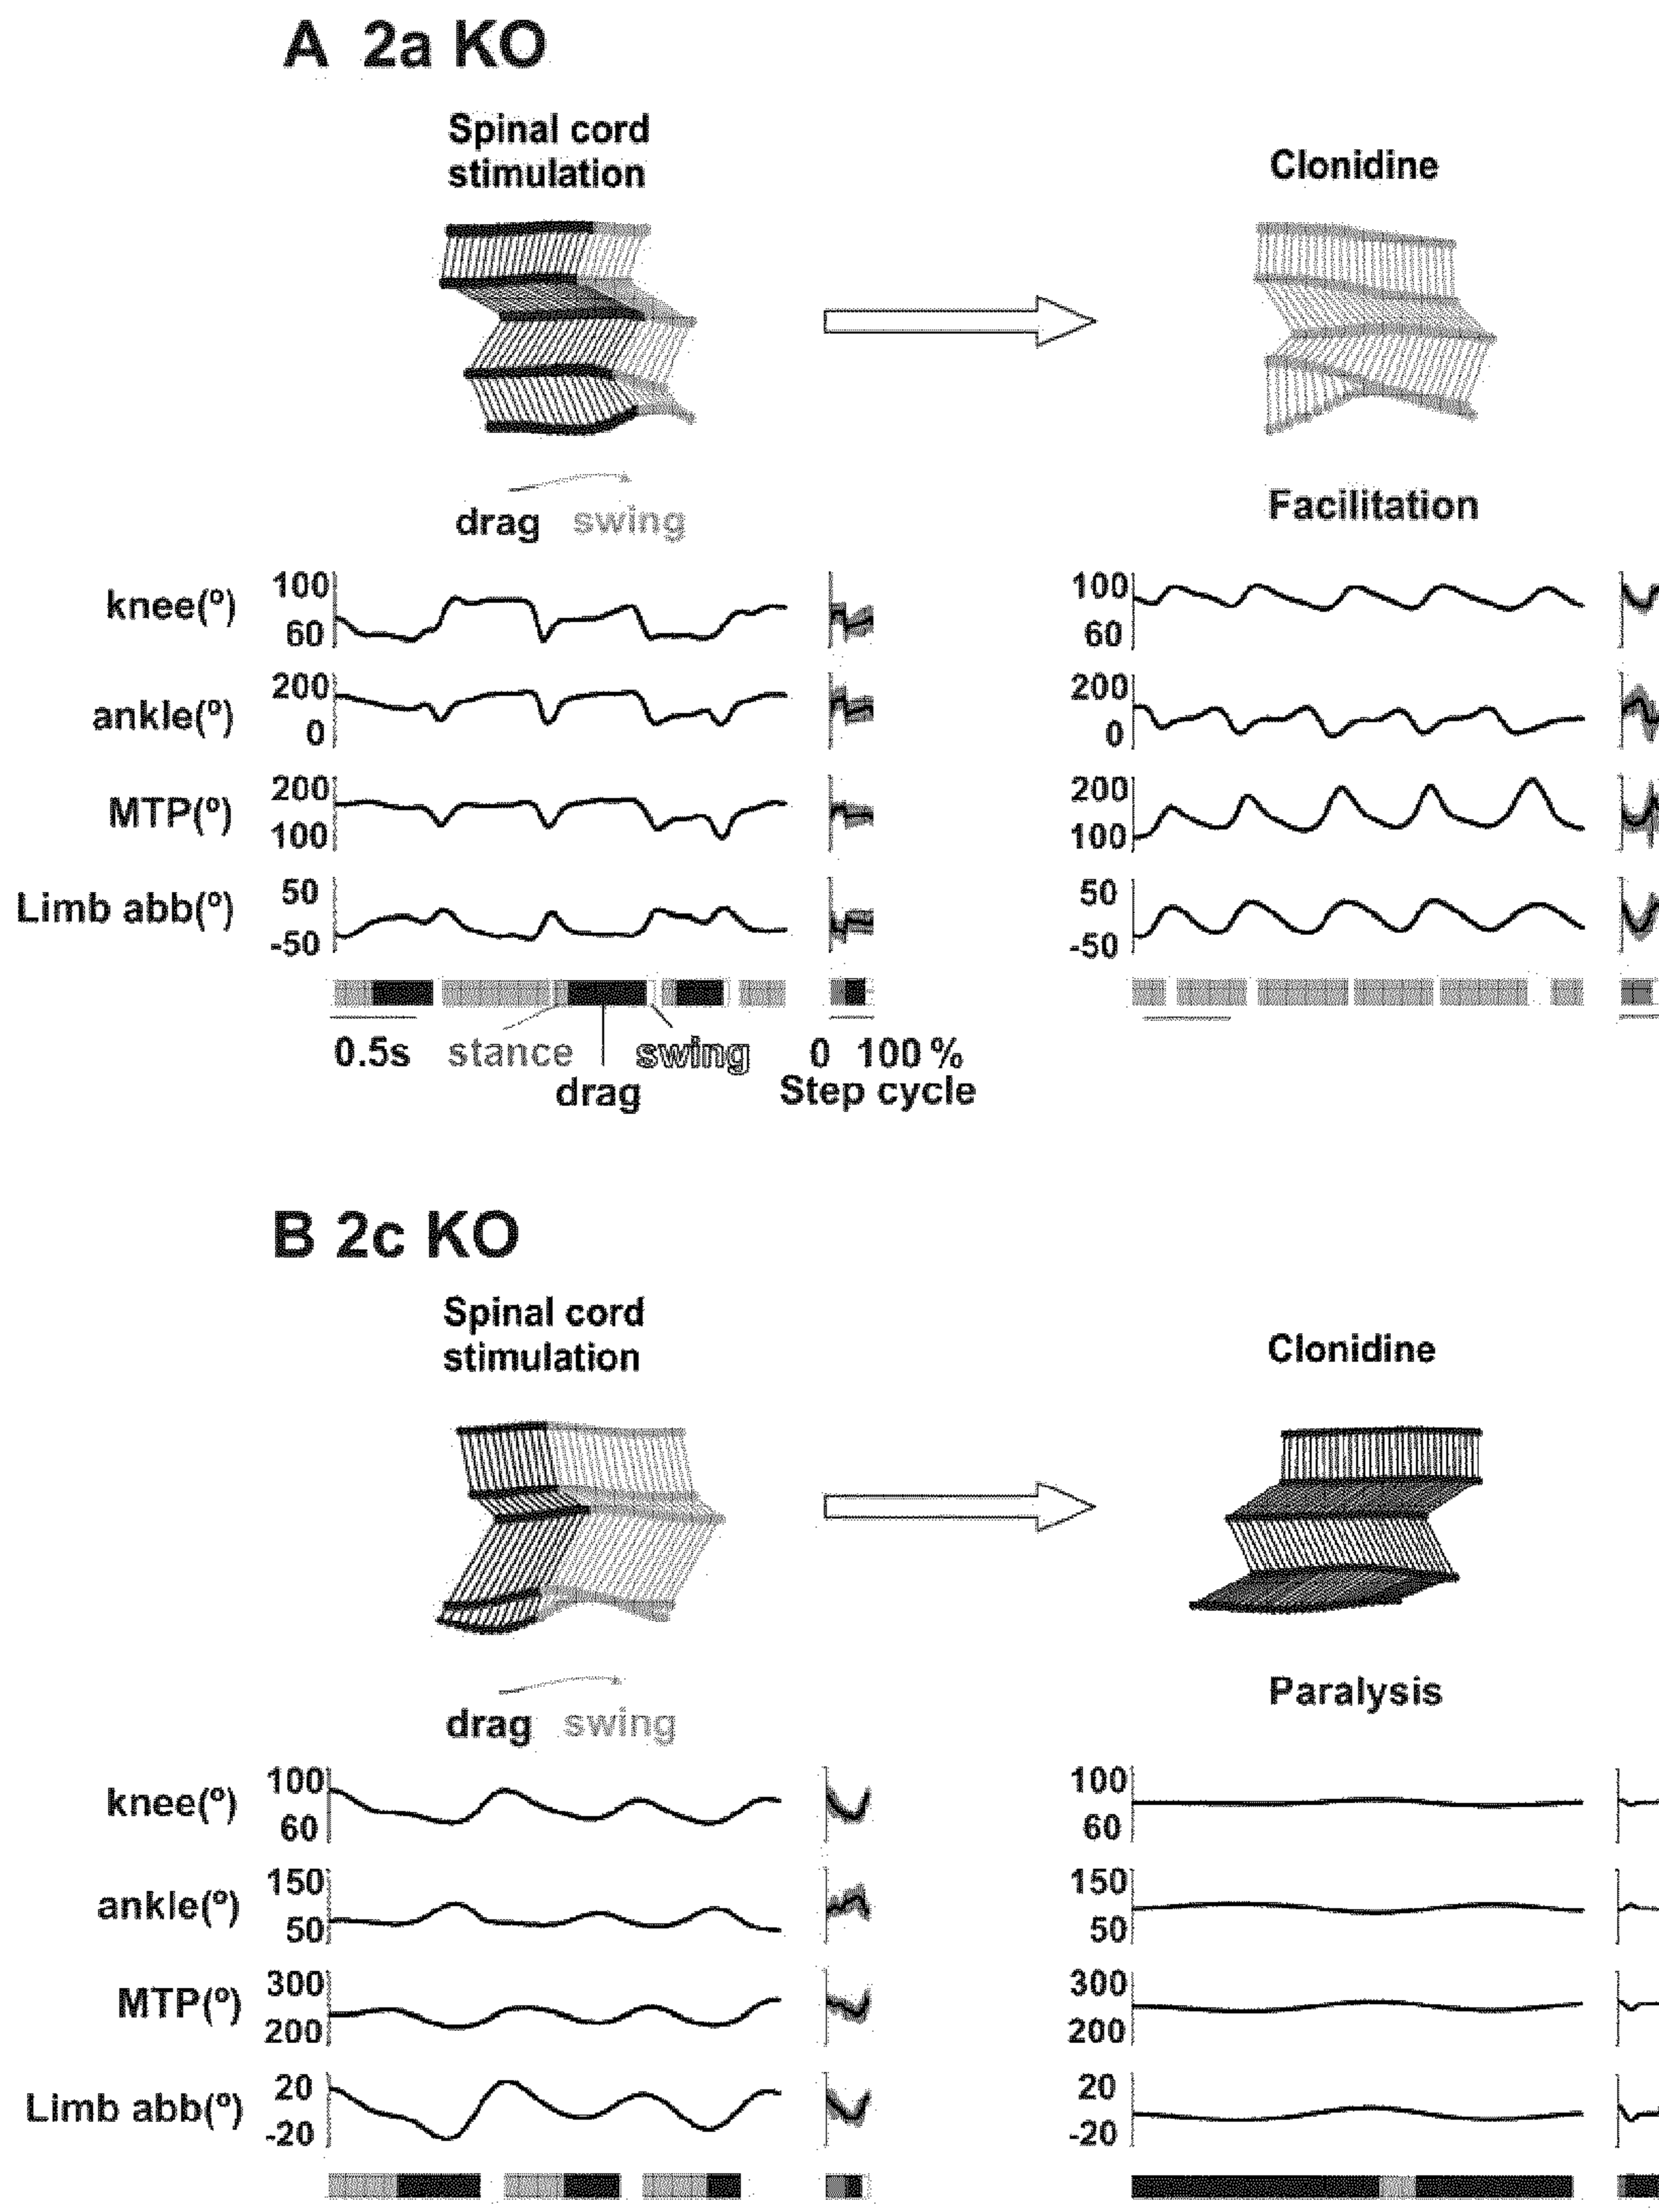 A 2a KO
Spinal cord
stimulation
Clonidine
drag swing
Facilitation
knee(º)
100
60
100
60
ankle(º)
200
0
200
0
MTP(º)
200
100
200
100
Limb abb(º)
50
-50
50
-50
0.5s
stance
drag
swing
0 100 %
Step cycle
B 2c KO
Spinal cord
stimulation
Clonidine
drag swing
Paralysis
knee(º)
100
60
100
60
ankle(º)
150
50
150
50
MTP(º)
300
200
300
200
Limb abb(º)
20
-20
20
-20